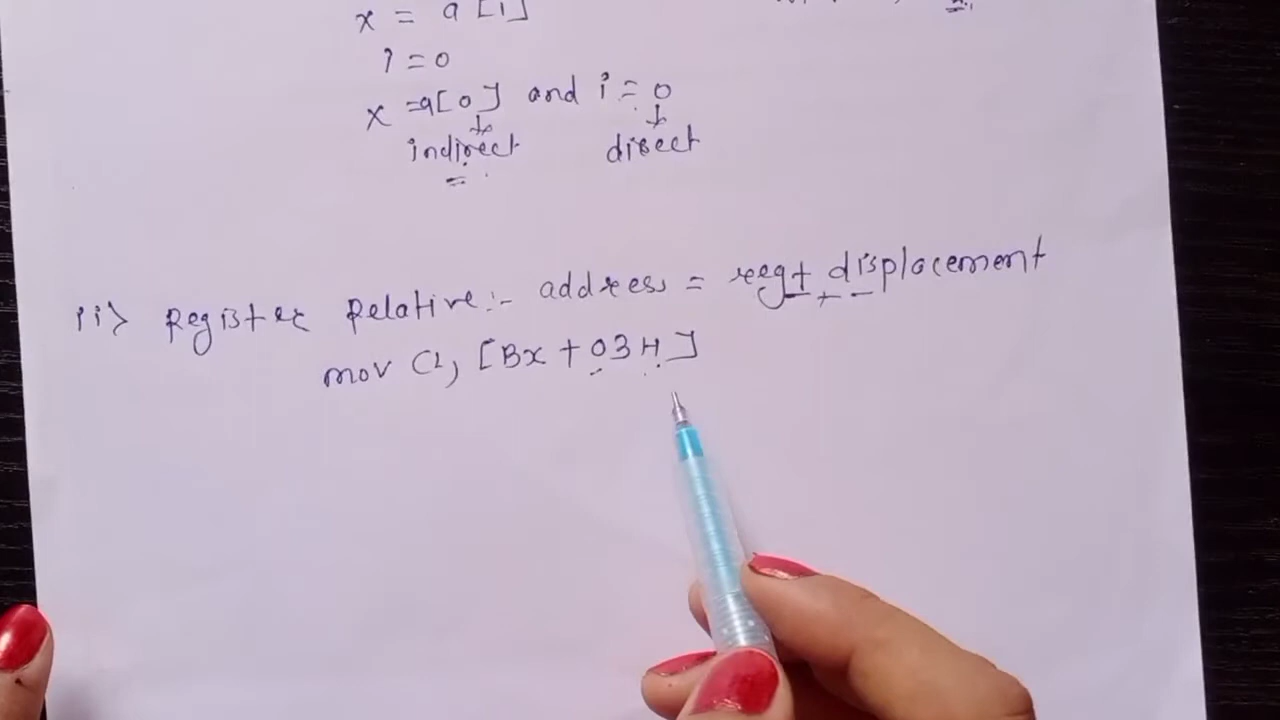 x = a [i]
i = 0
x = a[0] and i = 0
indirect direct
ii> Register Relative :- address = reg + displacement
mov CL, [Bx + 03H]